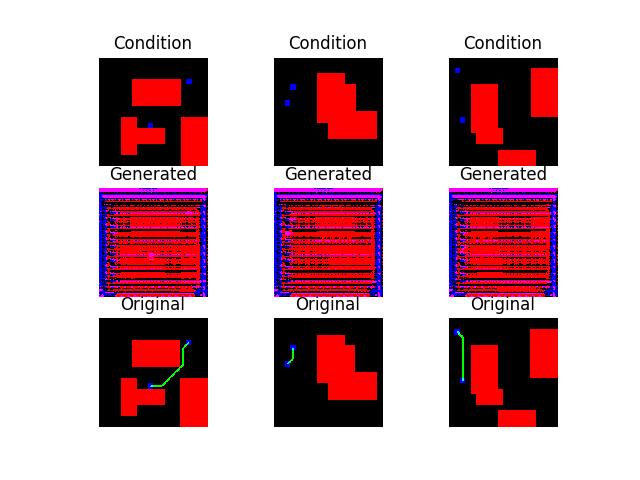 Condition Condition Condition
Generated Generated Generated
Original Original Original